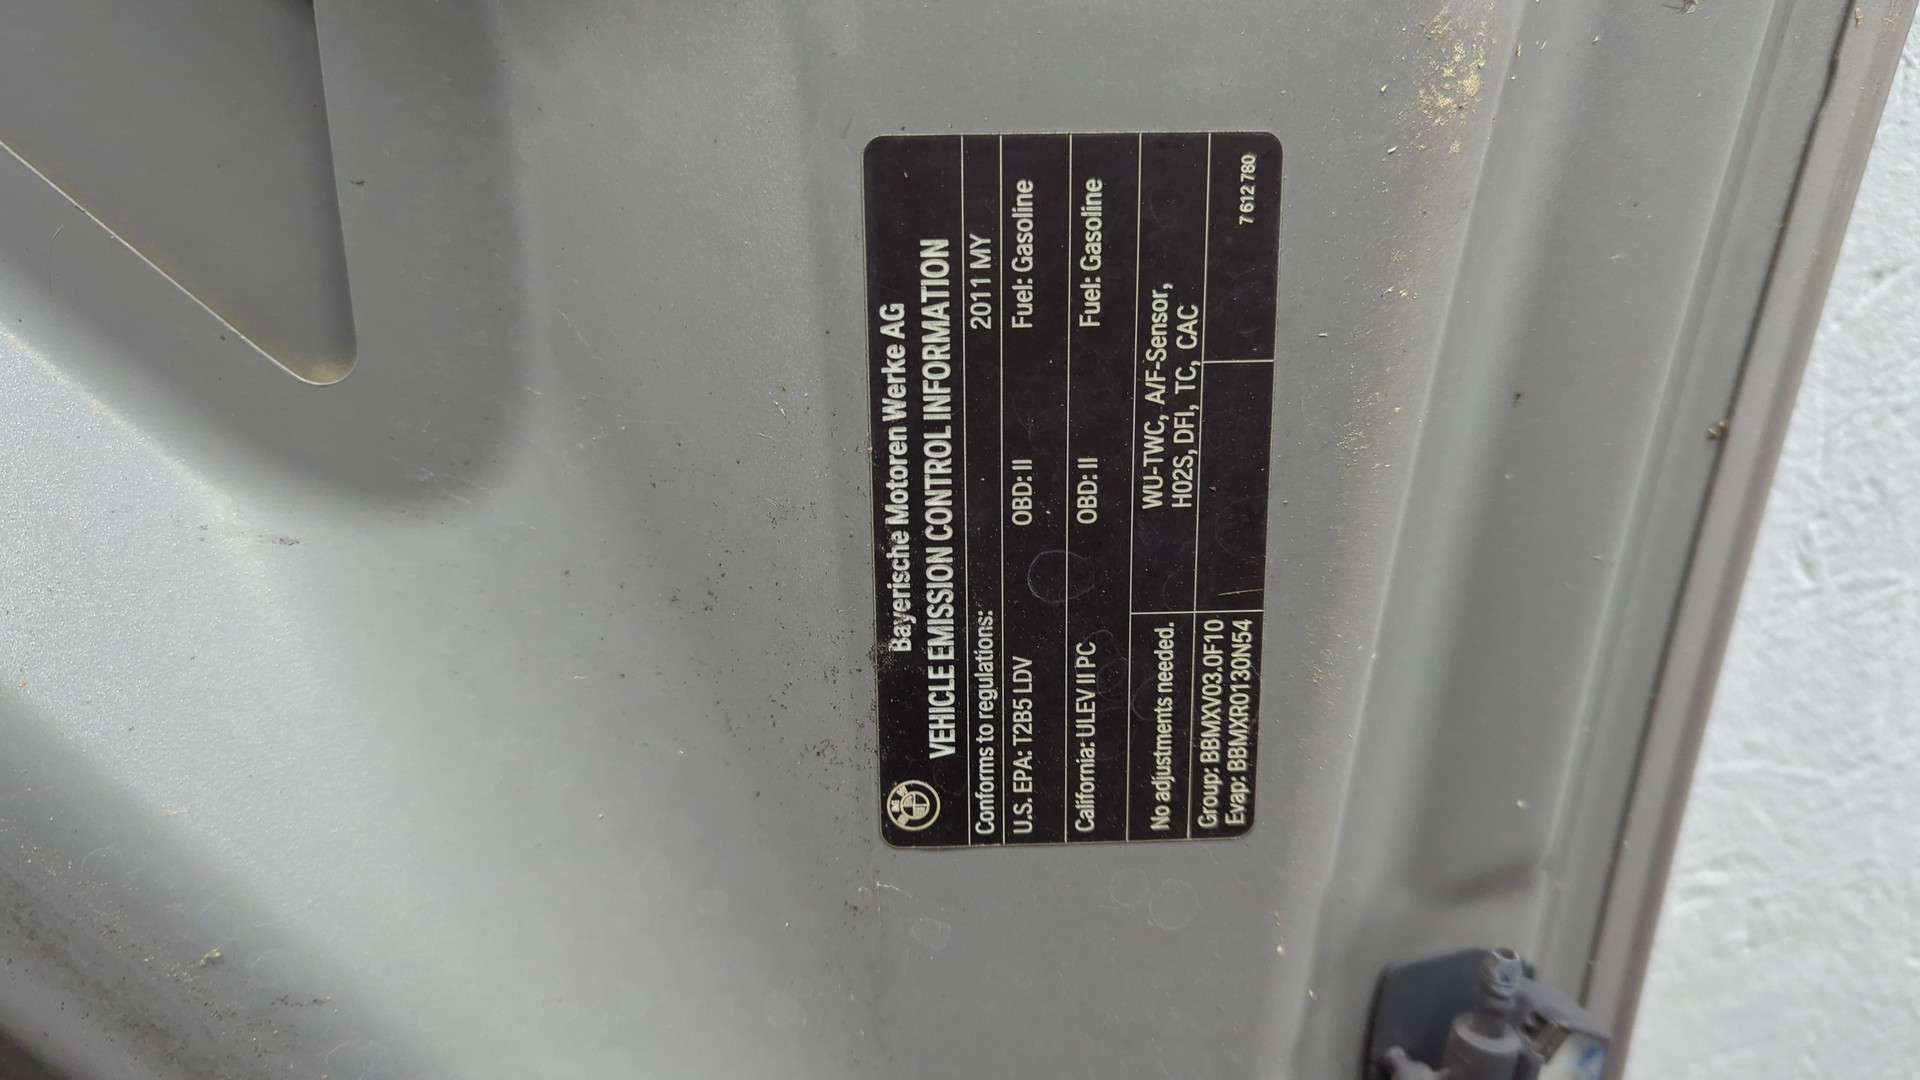 Bayerische Motoren Werke AG
VEHICLE EMISSION CONTROL INFORMATION
Conforms to regulations: 2011 MY
U.S. EPA: T2B5 LDV OBD: II Fuel: Gasoline
California: ULEV II PC OBD: II Fuel: Gasoline
No adjustments needed. WU-TWC, A/F-Sensor,
H02S, DFI, TC, CAC
Group: BBMXV03.0F10
Evap: BBMXR0130N54
7 612 780